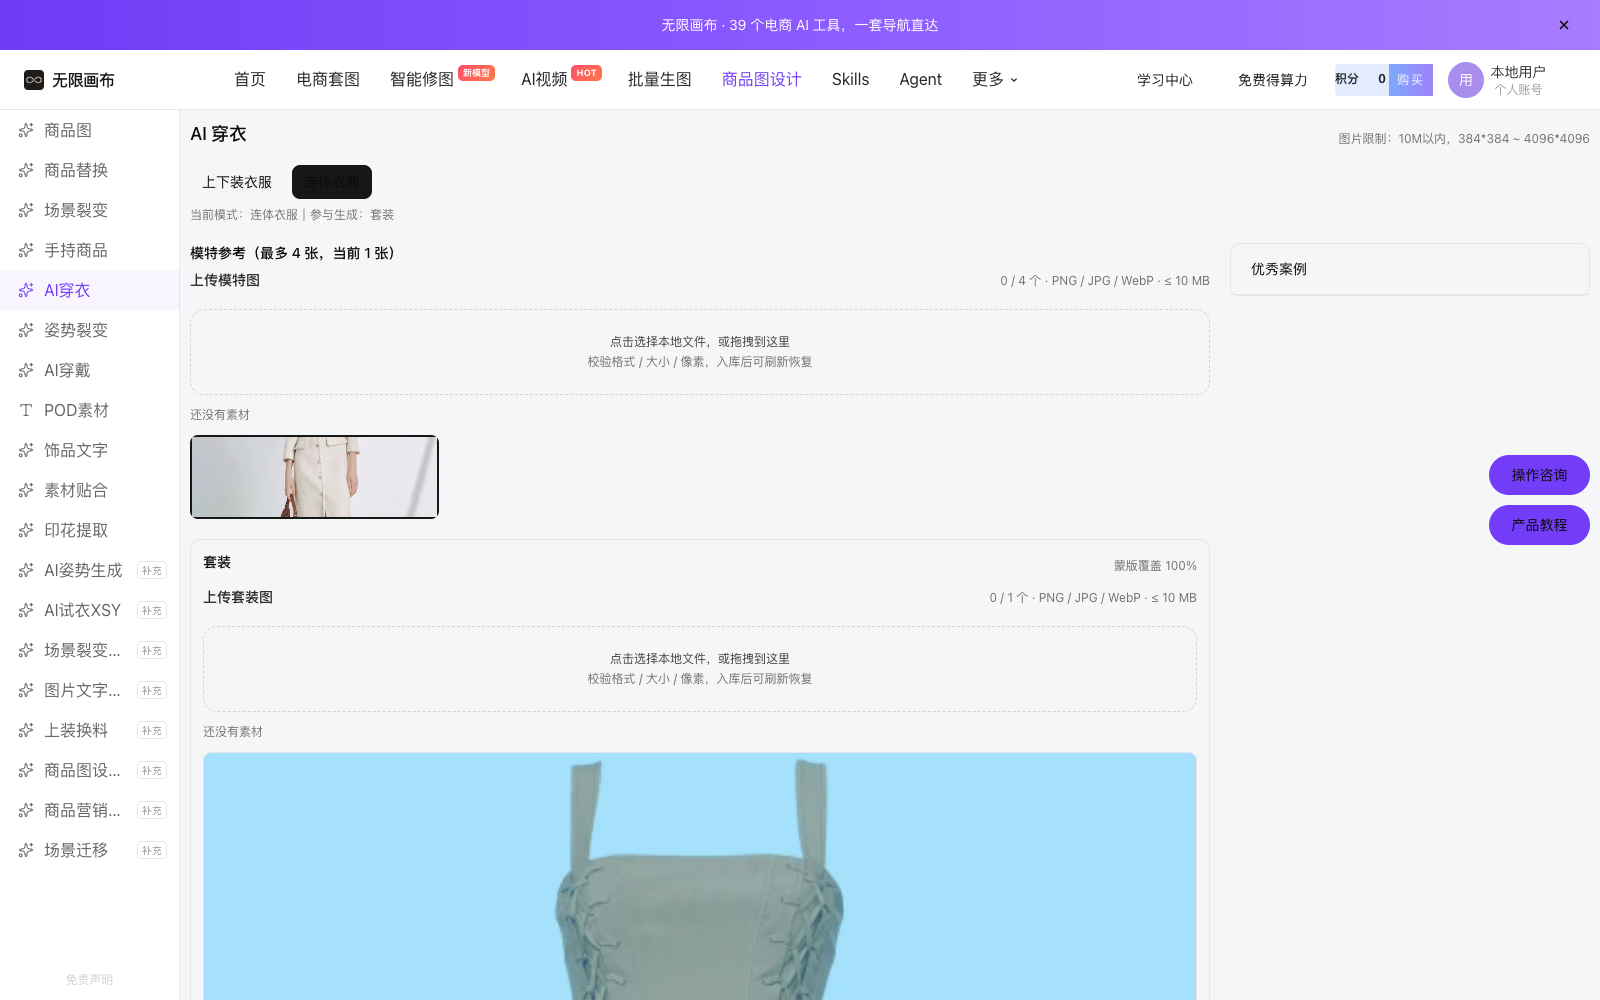 无限画布 · 39 个电商 AI 工具，一套导航直达
无限画布
首页
电商套图
智能修图
新模型
AI视频
HOT
批量生图
商品图设计
Skills
Agent
更多
学习中心
免费得算力
积分 0
购买
用
本地用户
个人账号
商品图
商品替换
场景裂变
手持商品
AI穿衣
姿势裂变
AI穿戴
POD素材
饰品文字
素材贴合
印花提取
AI姿势生成 补充
AI试衣XSY 补充
场景裂变... 补充
图片文字... 补充
上装换料 补充
商品图设... 补充
商品营销... 补充
场景迁移 补充
免责声明
AI 穿衣
图片限制：10M以内，384*384 ~ 4096*4096
上下装衣服
连体衣服
当前模式：连体衣服 | 参与生成：套装
模特参考（最多 4 张，当前 1 张）
上传模特图
0 / 4 个 · PNG / JPG / WebP · ≤ 10 MB
点击选择本地文件，或拖拽到这里
校验格式 / 大小 / 像素，入库后可刷新恢复
还没有素材
套装
蒙版覆盖 100%
上传套装图
0 / 1 个 · PNG / JPG / WebP · ≤ 10 MB
点击选择本地文件，或拖拽到这里
校验格式 / 大小 / 像素，入库后可刷新恢复
还没有素材
优秀案例
操作咨询
产品教程